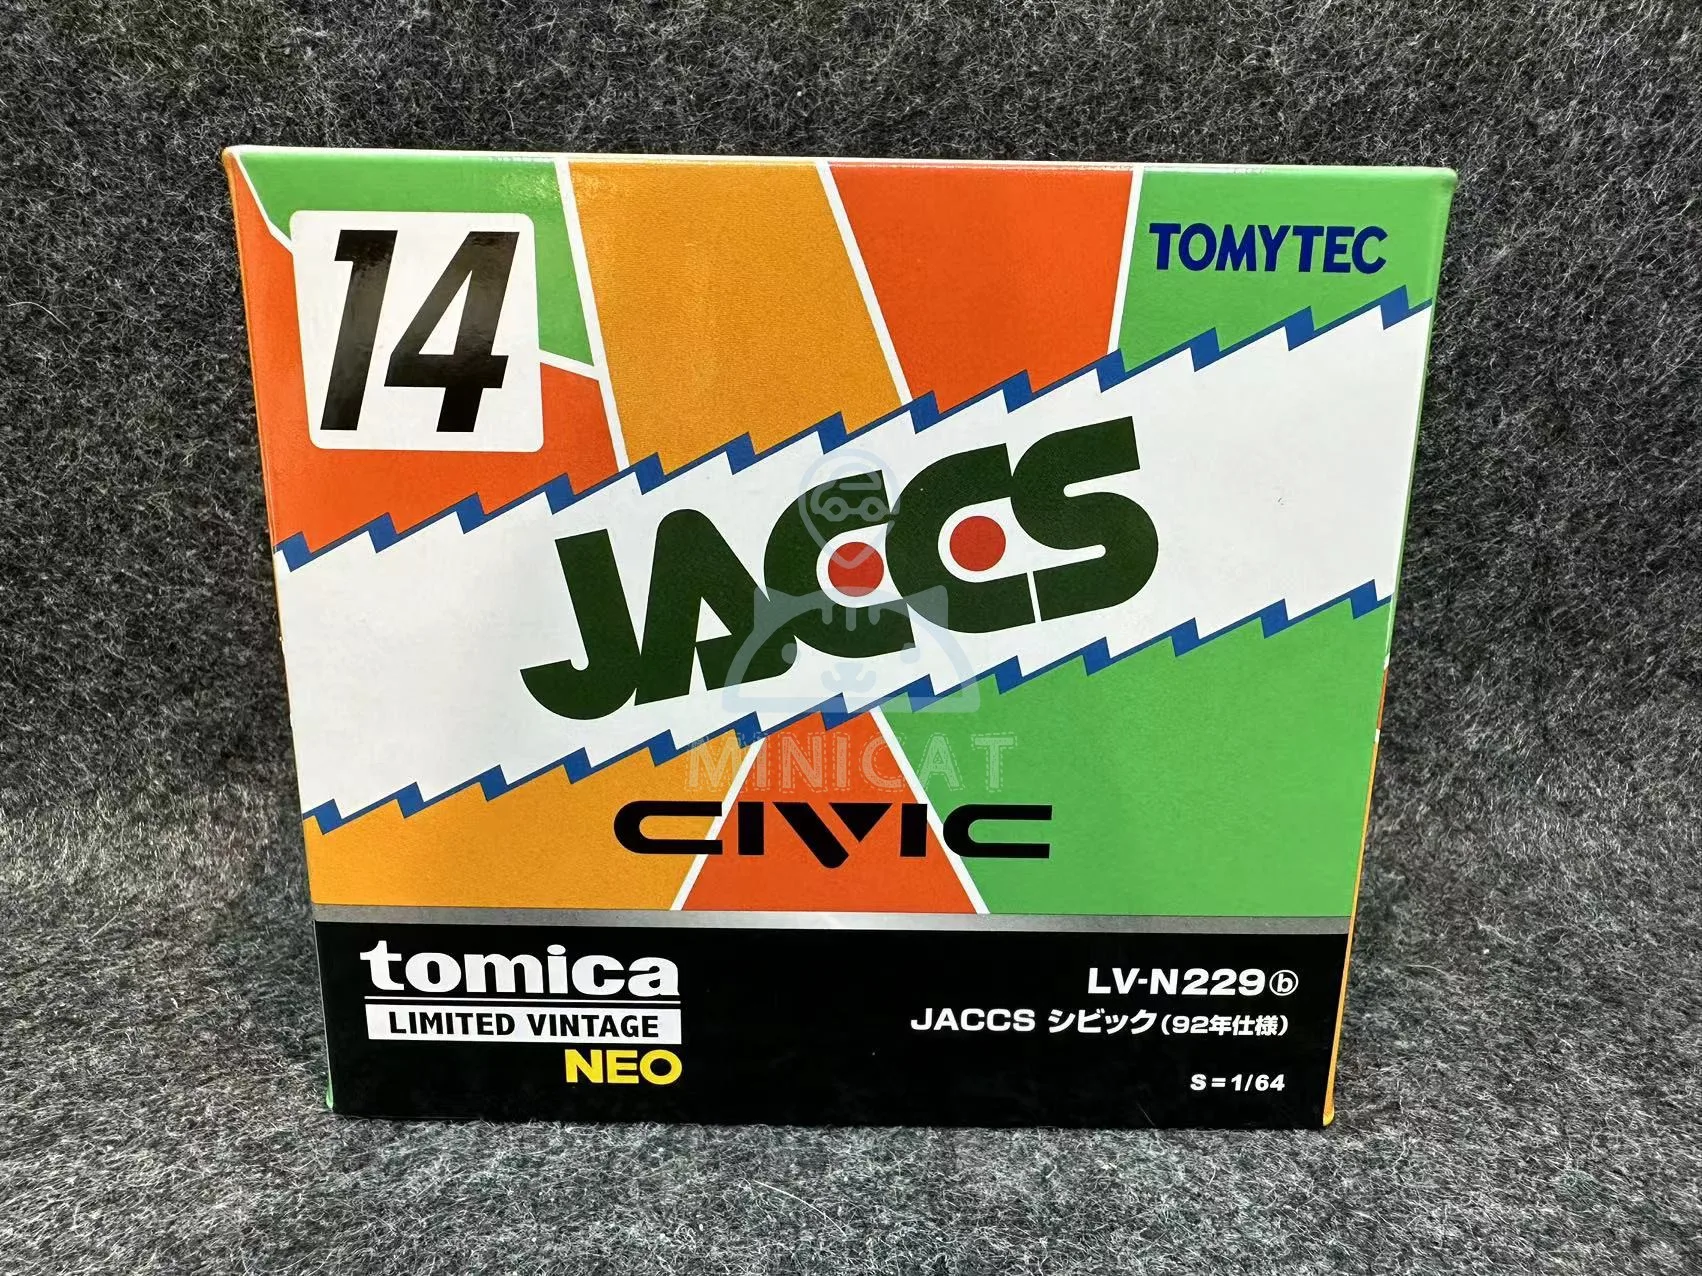 14
TOMYTEC
JACCS
MINICAT
CIVIC
tomica
LIMITED VINTAGE
NEO
LV-N229ⓑ
JACCS シビック(92年仕様)
S=1/64